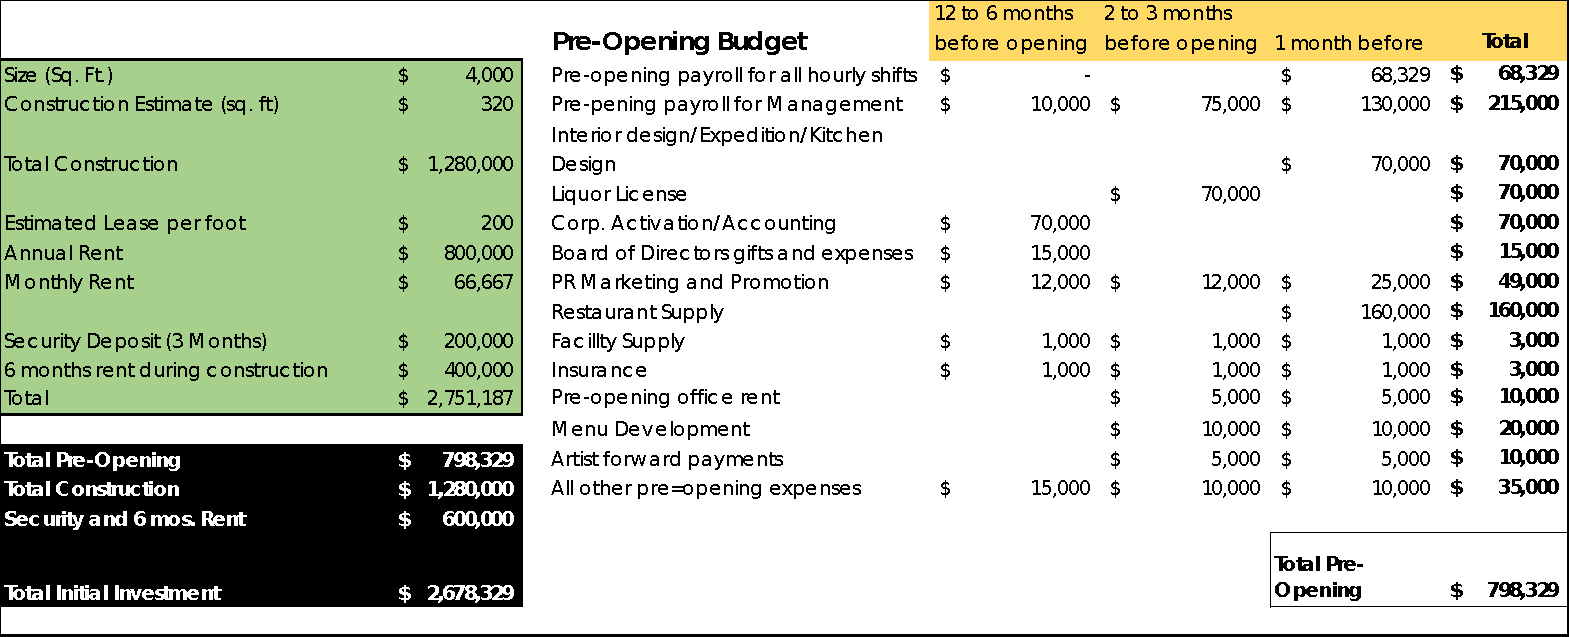 12 to 6 months 2 to 3 months
Pre-Opening Budget before opening before opening 1 month before Total
Size (Sq. Ft.) $ 4,000 Pre-opening payroll for all hourly shifts $ - $ 68,329 $ 68,329
Construction Estimate (sq. ft) $ 320 Pre-pening payroll for Management $ 10,000 $ 75,000 $ 130,000 $ 215,000
Interior design/Expedition/Kitchen
Total Construction $ 1,280,000 Design $ 70,000 $ 70,000
Liquor License $ 70,000 $ 70,000
Estimated Lease per foot $ 200 Corp. Activation/Accounting $ 70,000 $ 70,000
Annual Rent $ 800,000 Board of Directors gifts and expenses $ 15,000 $ 15,000
Monthly Rent $ 66,667 PR Marketing and Promotion $ 12,000 $ 12,000 $ 25,000 $ 49,000
Restaurant Supply $ 160,000 $ 160,000
Security Deposit (3 Months) $ 200,000 Facillty Supply $ 1,000 $ 1,000 $ 1,000 $ 3,000
6 months rent during construction $ 400,000 Insurance $ 1,000 $ 1,000 $ 1,000 $ 3,000
Total $ 2,751,187 Pre-opening office rent $ 5,000 $ 5,000 $ 10,000
Menu Development $ 10,000 $ 10,000 $ 20,000
Total Pre-Opening $ 798,329 Artist forward payments $ 5,000 $ 5,000 $ 10,000
Total Construction $ 1,280,000 All other pre=opening expenses $ 15,000 $ 10,000 $ 10,000 $ 35,000
Security and 6 mos. Rent $ 600,000
Total Pre-
Total Initial Investment $ 2,678,329 Opening $ 798,329